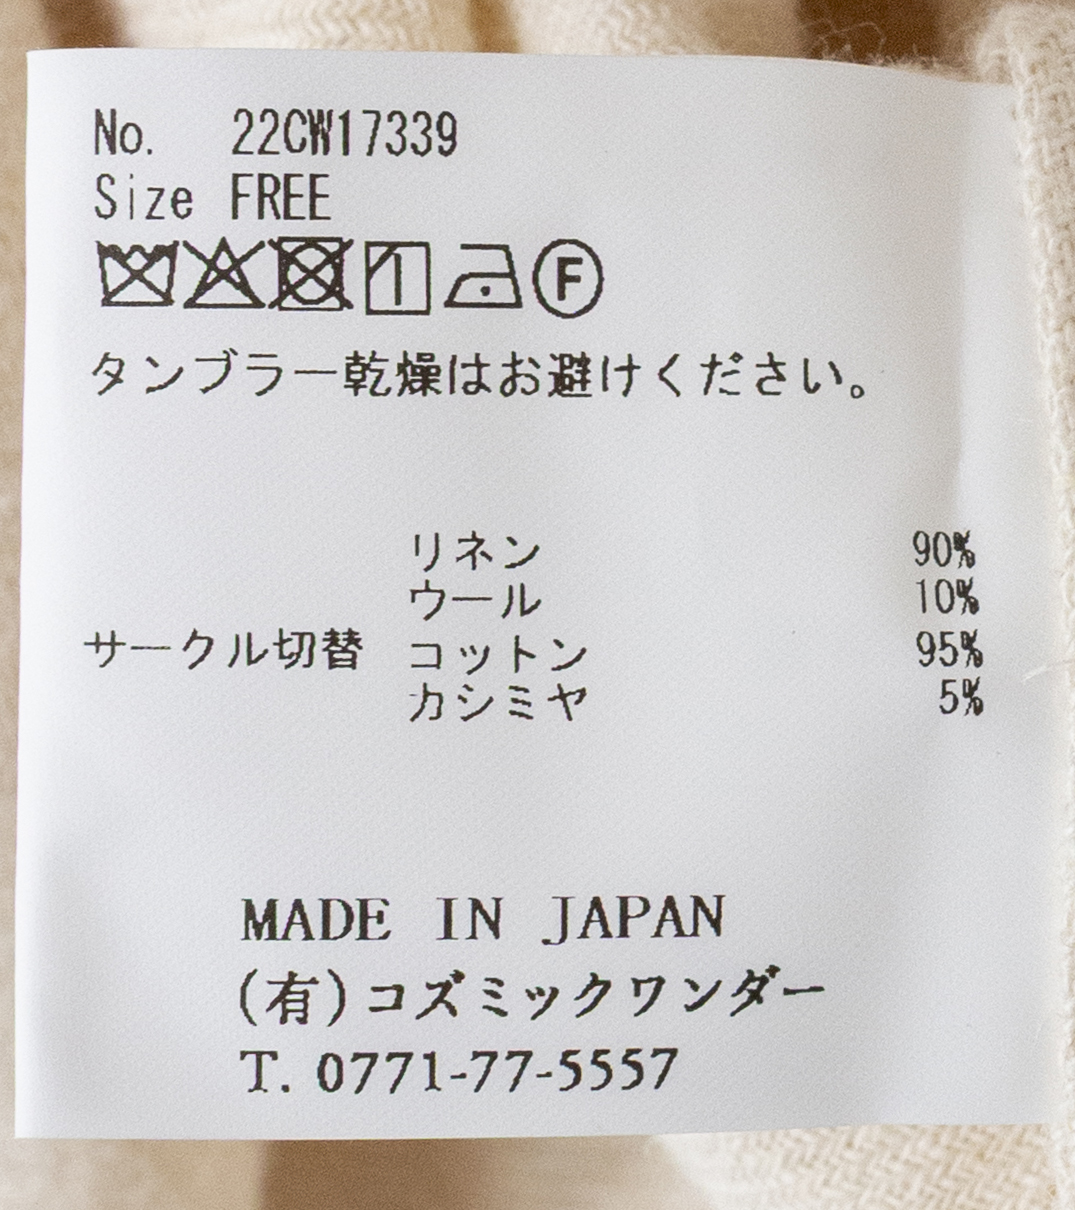 No. 22CW17339
Size FREE
F
タンブラー乾燥はお避けください。
リネン 90%
ウール 10%
サークル切替 コットン 95%
カシミヤ 5%
MADE IN JAPAN
(有)コズミックワンダー
T. 0771-77-5557